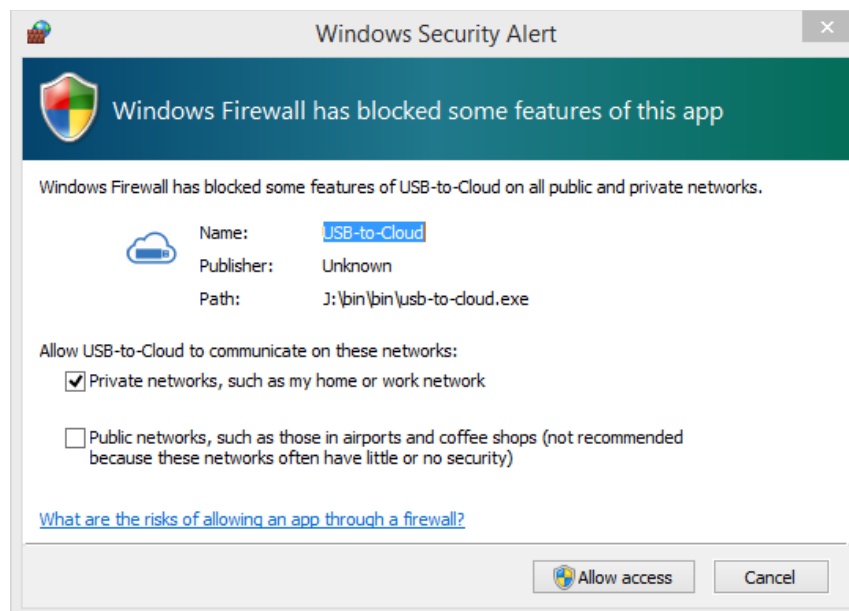 Windows Security Alert
Windows Firewall has blocked some features of this app
Windows Firewall has blocked some features of USB-to-Cloud on all public and private networks.
Name: USB-to-Cloud
Publisher: Unknown
Path: J:\bin\bin\usb-to-cloud.exe
Allow USB-to-Cloud to communicate on these networks:
Private networks, such as my home or work network
Public networks, such as those in airports and coffee shops (not recommended
because these networks often have little or no security)
What are the risks of allowing an app through a firewall?
Allow access Cancel